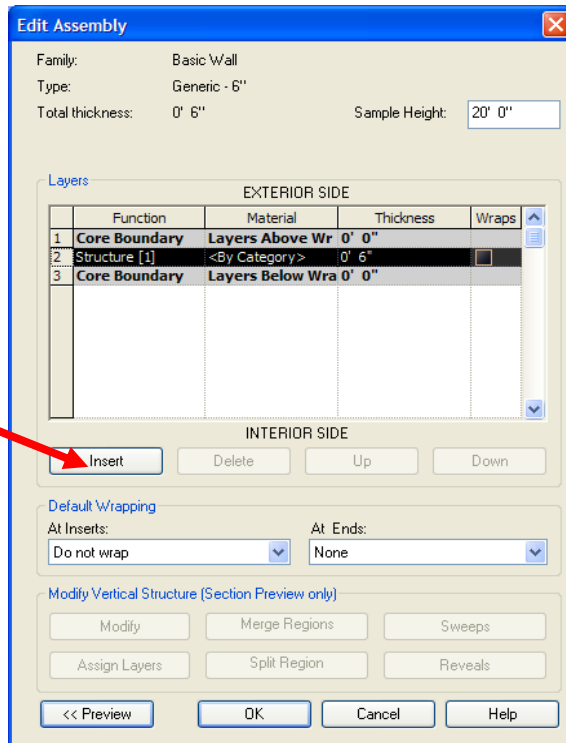 Edit Assembly
Family: Basic Wall
Type: Generic - 6"
Total thickness: 0' 6" Sample Height: 20' 0"
Layers
EXTERIOR SIDE
Function Material Thickness Wraps
1 Core Boundary Layers Above Wr 0' 0"
2 Structure [1] <By Category> 0' 6"
3 Core Boundary Layers Below Wra 0' 0"
INTERIOR SIDE
Insert Delete Up Down
Default Wrapping
At Inserts: At Ends:
Do not wrap None
Modify Vertical Structure (Section Preview only)
Modify Merge Regions Sweeps
Assign Layers Split Region Reveals
<< Preview OK Cancel Help